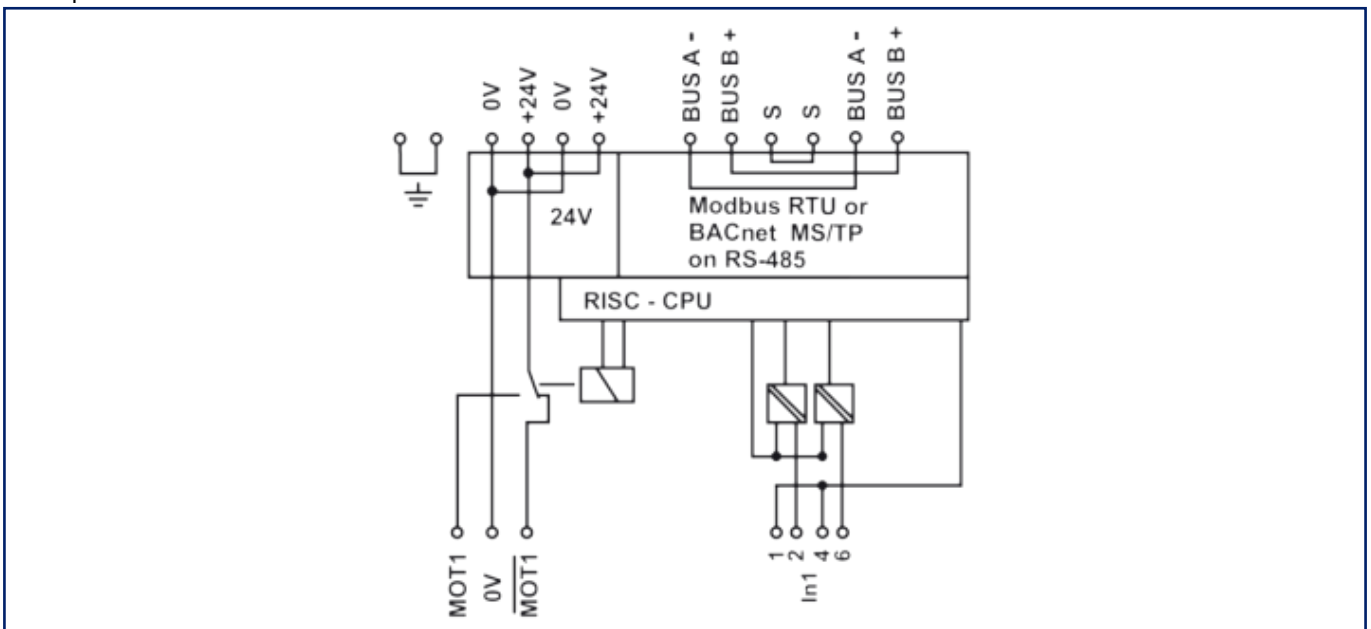 0V
+24V
0V
+24V
BUS A -
BUS B +
S
S
BUS A -
BUS B +
24V
Modbus RTU or
BACnet MS/TP
on RS-485
RISC - CPU
MOT1
0V
MOT1
1
2
4
6
In1